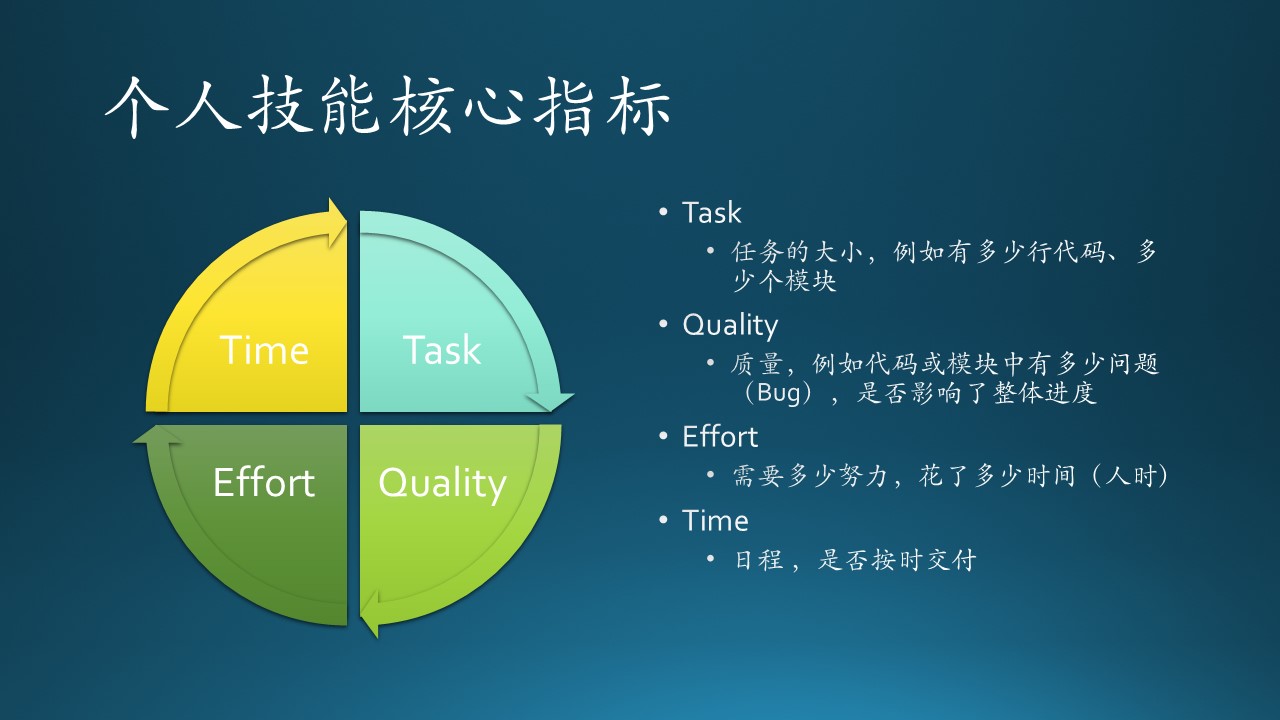 个人技能核心指标
Time
Task
Effort
Quality
• Task
• 任务的大小，例如有多少行代码、多
少个模块
• Quality
• 质量，例如代码或模块中有多少问题
（Bug），是否影响了整体进度
• Effort
• 需要多少努力，花了多少时间（人时）
• Time
• 日程，是否按时交付